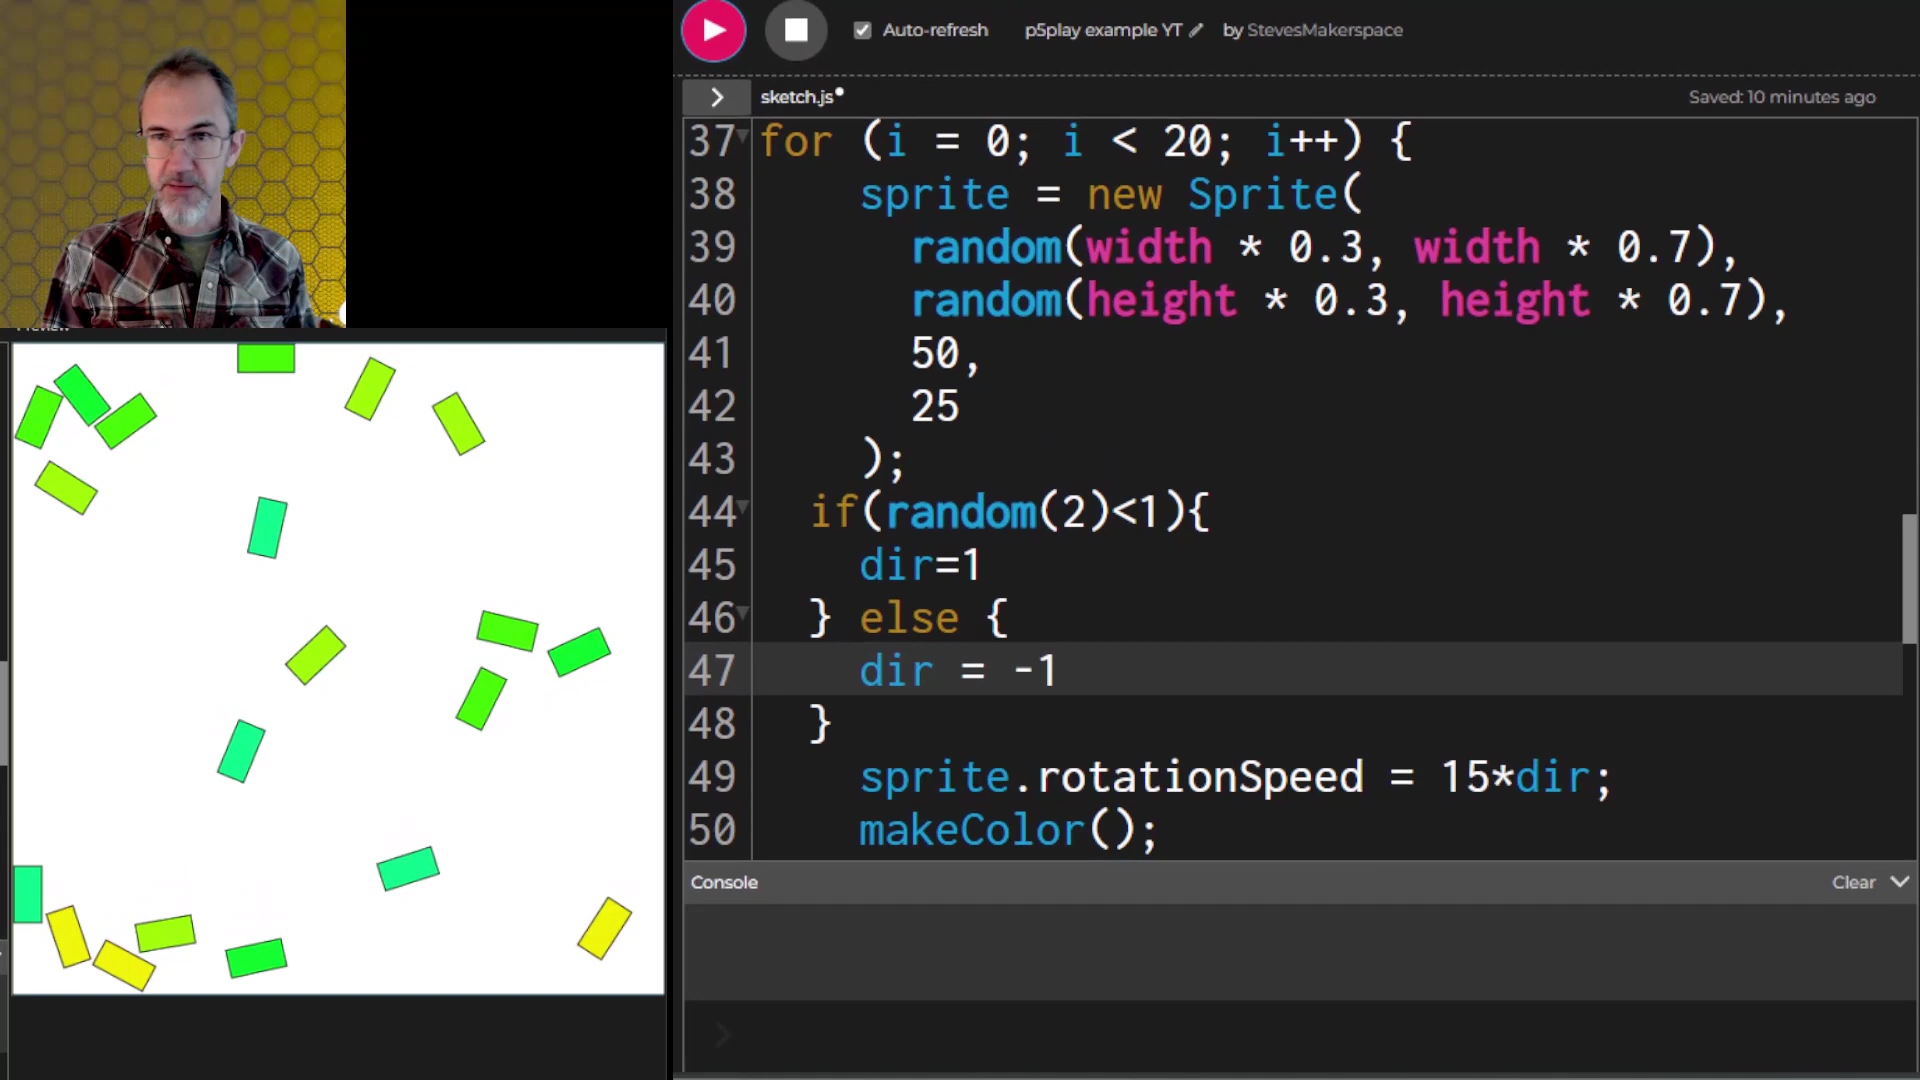 Auto-refresh p5play example YT by StevesMakerspace
sketch.js Saved: 10 minutes ago
Preview
37 for (i = 0; i < 20; i++) {
38 sprite = new Sprite(
39 random(width * 0.3, width * 0.7),
40 random(height * 0.3, height * 0.7),
41 50,
42 25
43 );
44 if(random(2)<1){
45 dir=1
46 } else {
47 dir = -1
48 }
49 sprite.rotationSpeed = 15*dir;
50 makeColor();
Console Clear